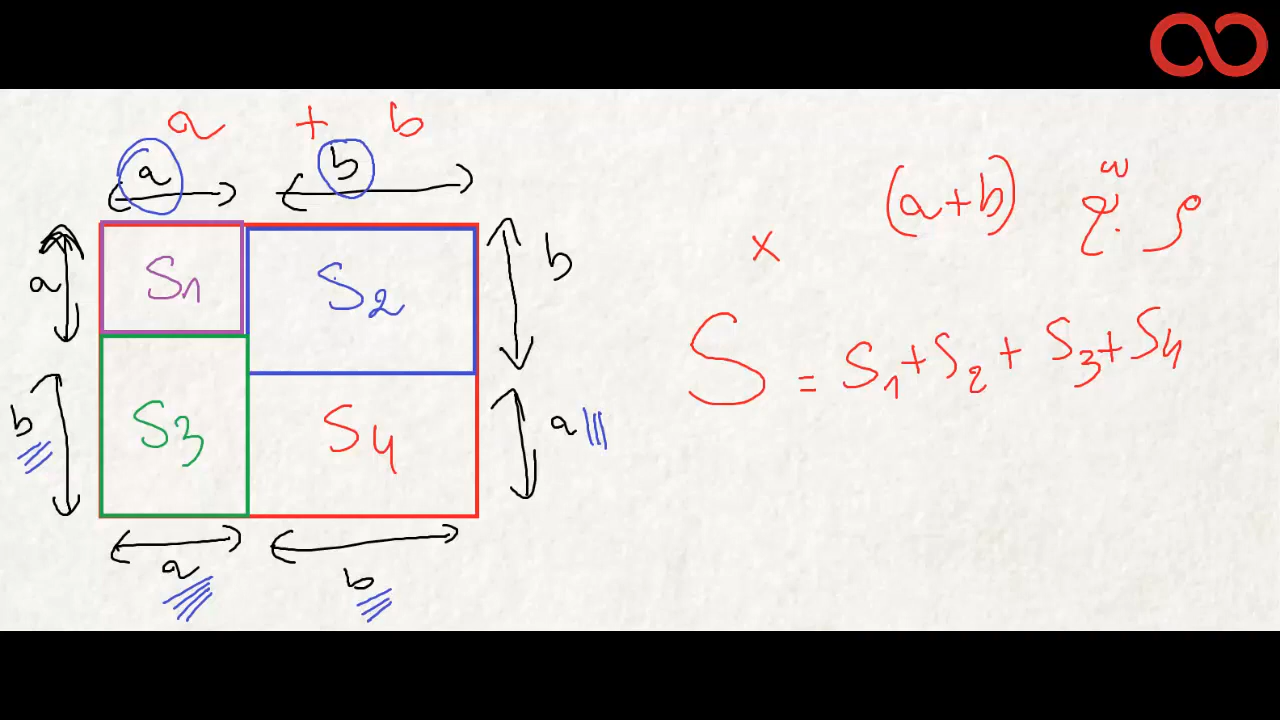 a + b
a b
a S1 S2 b
x (a+b)
S = S1 + S2 + S3 + S4
b S3 S4 a
a b